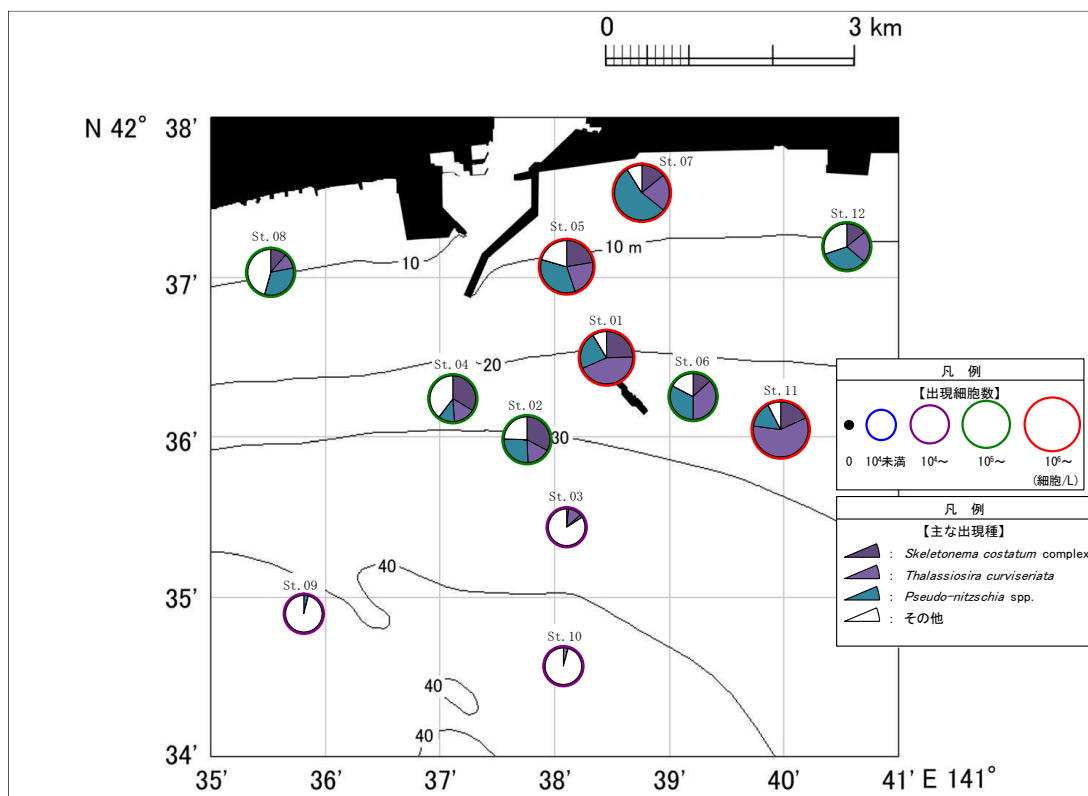 0 3 km
N 42° 38'
St.07
St.12
St.05
St.08
10 m
10
37'
St.01
St.04
20
St.06
St.11
St.02
36'
30
St.03
40
St.09
35'
St.10
40
40
34'
35' 36' 37' 38' 39' 40' 41' E 141°
凡 例
【出現細胞数】
0 10⁴未満 10⁴~ 10⁵~ 10⁶~
(細胞/L)
凡 例
【主な出現種】
: Skeletonema costatum complex
: Thalassiosira curviseriata
: Pseudo-nitzschia spp.
: その他